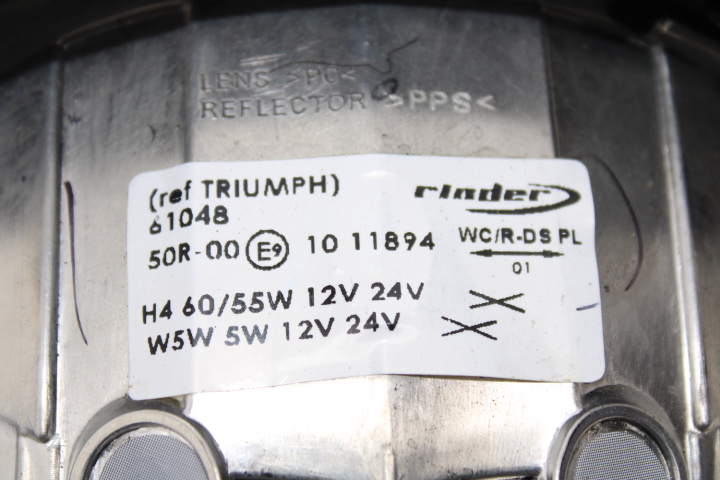 LENS >PC<
REFLECTOR >PPS<
(ref TRIUMPH)
rinder
61048
50R-00 E9 10 11894
WC/R-DS PL
01
H4 60/55W 12V 24V
W5W 5W 12V 24V